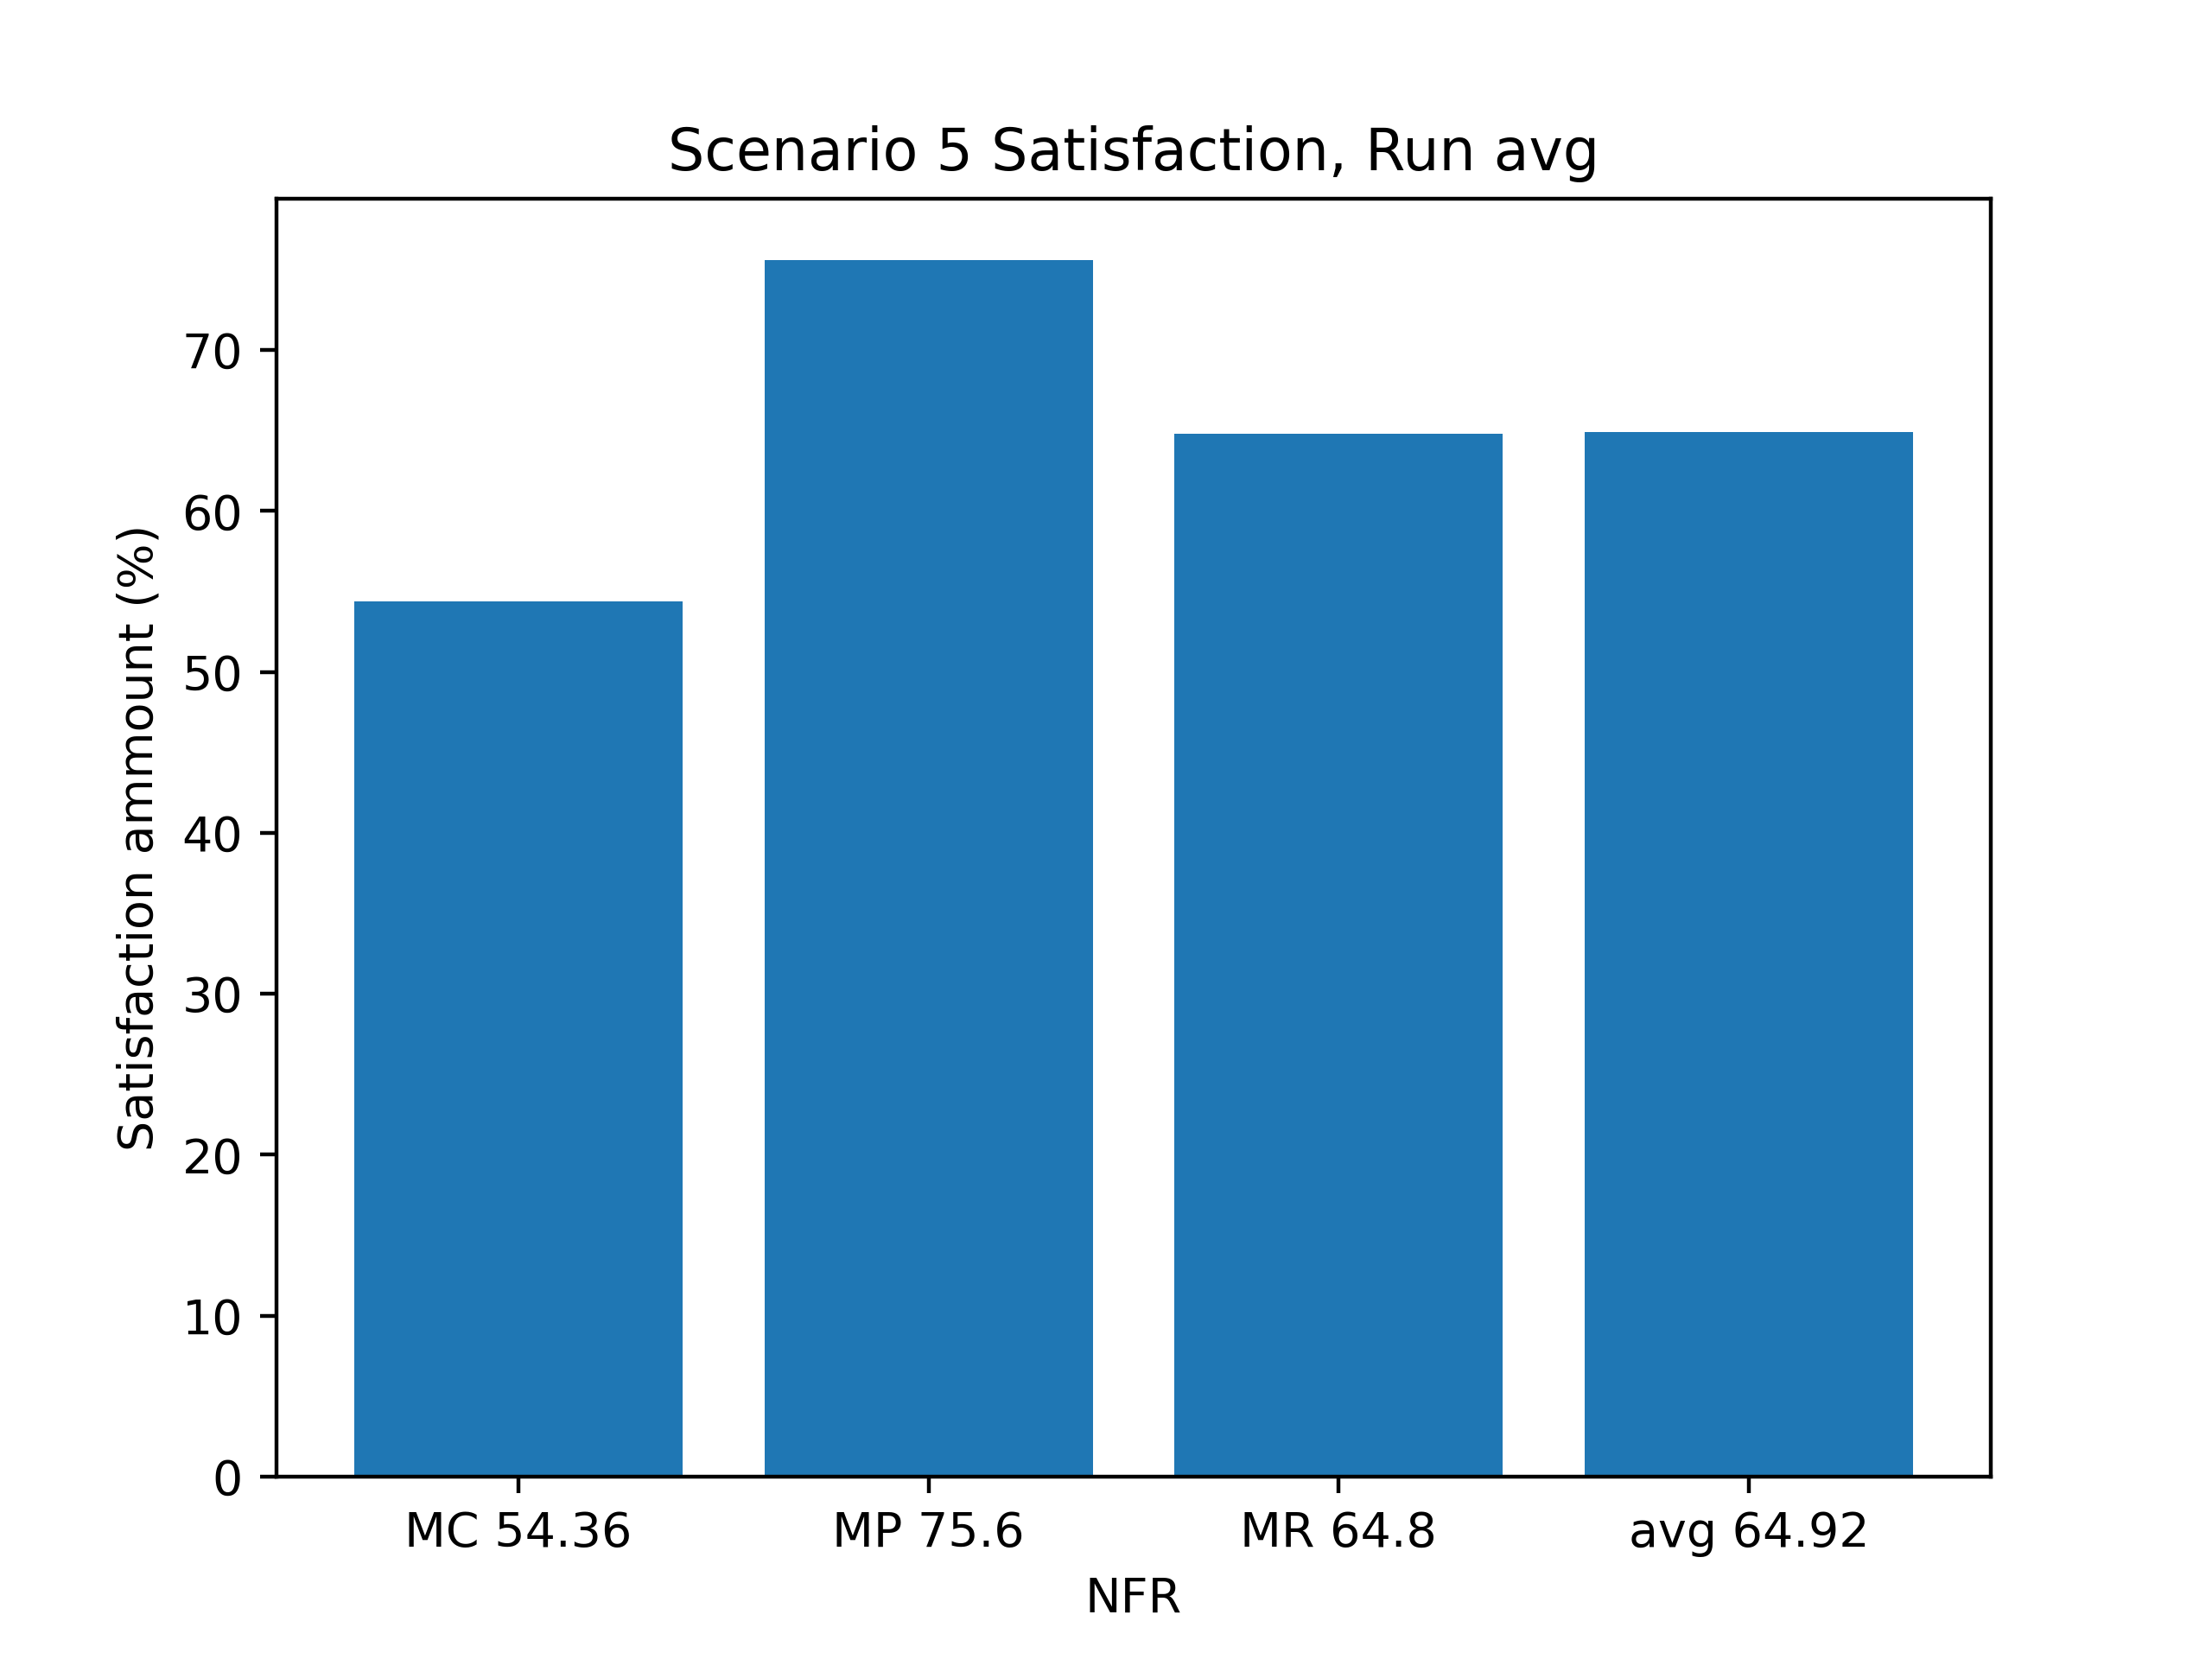 Scenario 5 Satisfaction, Run avg
Satisfaction ammount (%)
70
60
50
40
30
20
10
0
MC 54.36
MP 75.6
MR 64.8
avg 64.92
NFR